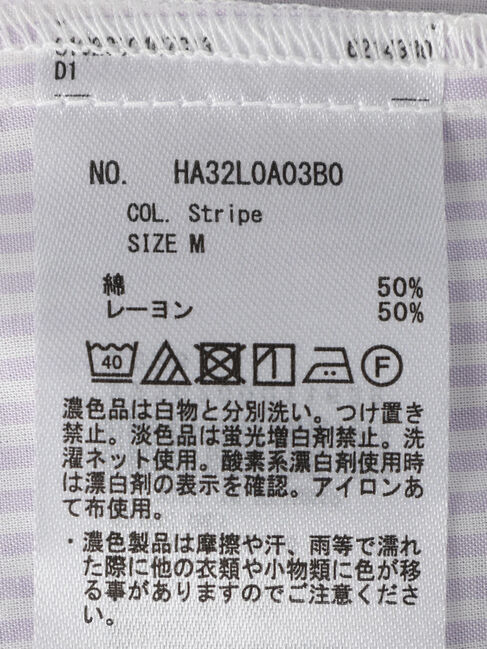 D1
NO. HA32L0A03B0
COL. Stripe
SIZE M
綿 50%
レーヨン 50%
40 F
濃色品は白物と分別洗い。つけ置き
禁止。淡色品は蛍光増白剤禁止。洗
濯ネット使用。酸素系漂白剤使用時
は漂白剤の表示を確認。アイロンあ
て布使用。
・濃色製品は摩擦や汗、雨等で濡れ
た際に他の衣類や小物類に色が移
る事がありますのでご注意くださ
い。